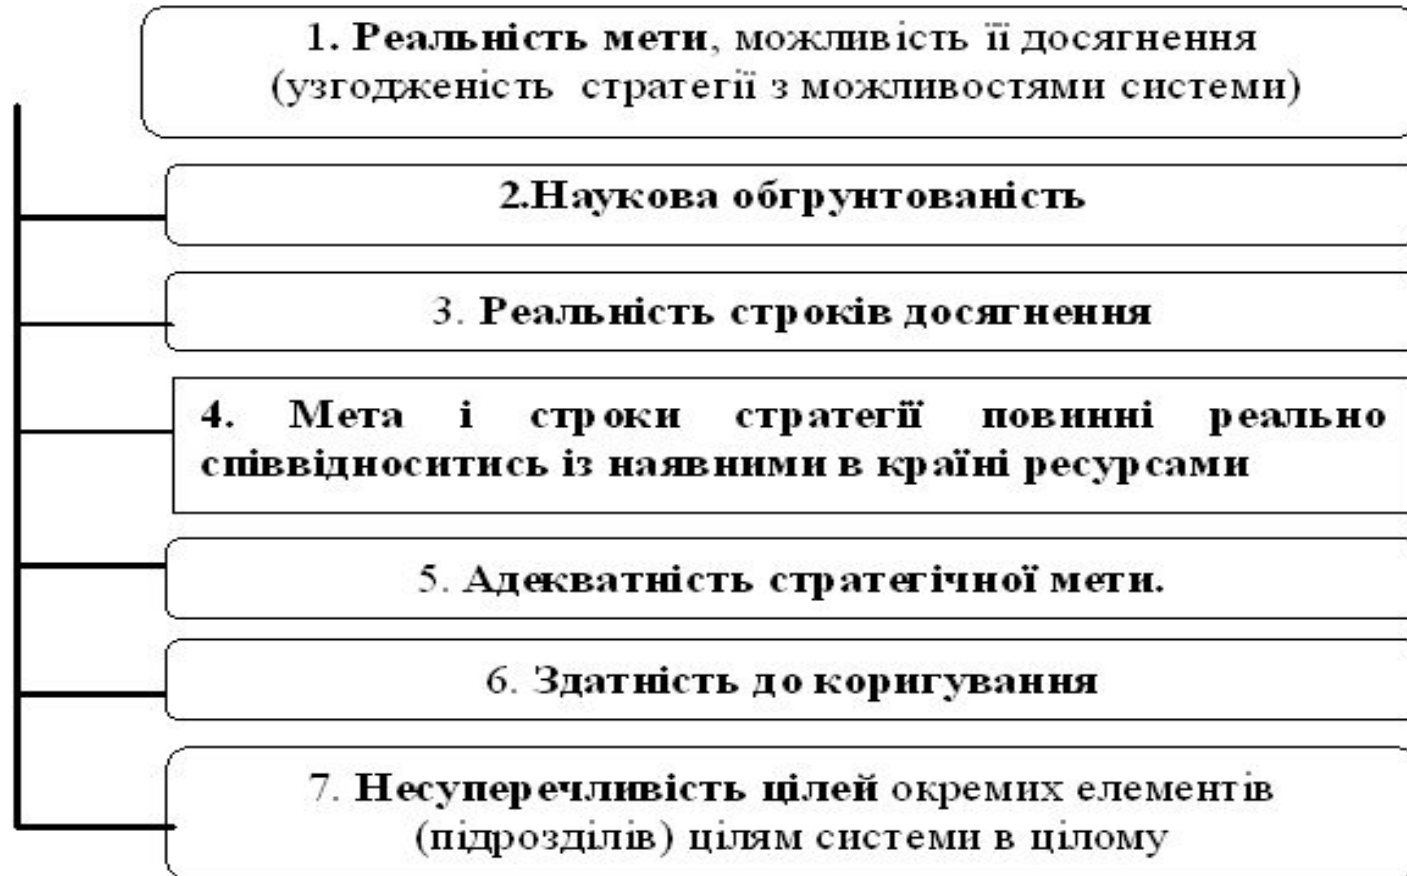 1. Реальність мети, можливість її досягнення
(узгодженість стратегії з можливостями системи)
2.Наукова обгрунтованість
3. Реальність строків досягнення
4. Мета і строки стратегії повинні реально
співвідноситись із наявними в країні ресурсами
5. Адекватність стратегічної мети.
6. Здатність до коригування
7. Несуперечливість цілей окремих елементів
(підрозділів) цілям системи в цілому